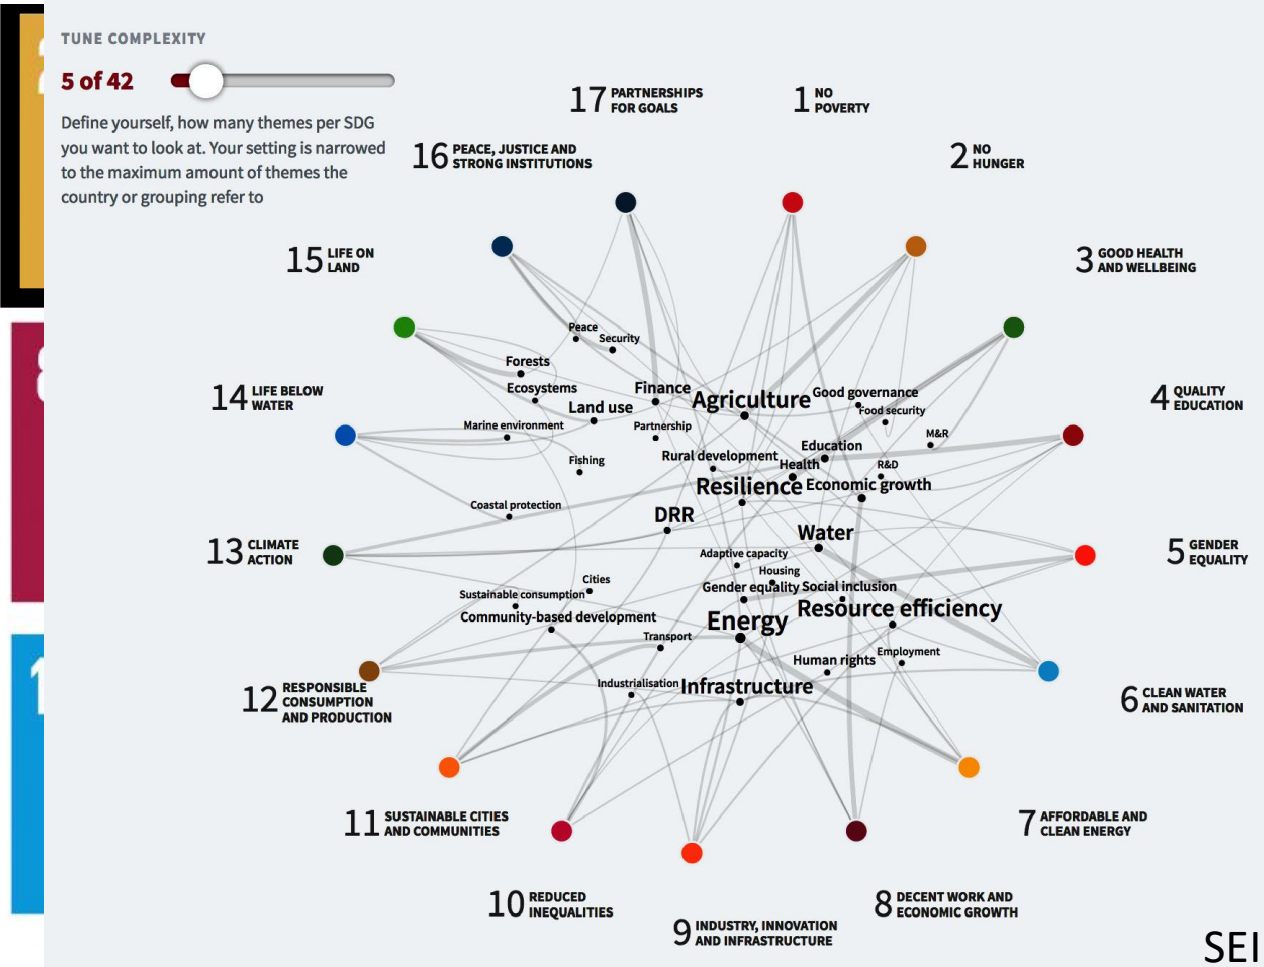 TUNE COMPLEXITY
5 of 42
Define yourself, how many themes per SDG
you want to look at. Your setting is narrowed
to the maximum amount of themes the
country or grouping refer to
17 PARTNERSHIPS
FOR GOALS
1 NO
POVERTY
16 PEACE, JUSTICE AND
STRONG INSTITUTIONS
2 NO
HUNGER
15 LIFE ON
LAND
3 GOOD HEALTH
AND WELLBEING
14 LIFE BELOW
WATER
4 QUALITY
EDUCATION
13 CLIMATE
ACTION
5 GENDER
EQUALITY
12 RESPONSIBLE
CONSUMPTION
AND PRODUCTION
6 CLEAN WATER
AND SANITATION
11 SUSTAINABLE CITIES
AND COMMUNITIES
7 AFFORDABLE AND
CLEAN ENERGY
10 REDUCED
INEQUALITIES
8 DECENT WORK AND
ECONOMIC GROWTH
9 INDUSTRY, INNOVATION
AND INFRASTRUCTURE
Peace
Security
Forests
Ecosystems
Finance
Agriculture
Good governance
Land use
Food security
Marine environment
Partnership
M&R
Education
Rural development
Fishing
Health
R&D
Resilience
Economic growth
Coastal protection
DRR
Water
Adaptive capacity
Housing
Cities
Gender equality
Social inclusion
Sustainable consumption
Resource efficiency
Community-based development
Energy
Transport
Employment
Human rights
Industrialisation
Infrastructure
SEI